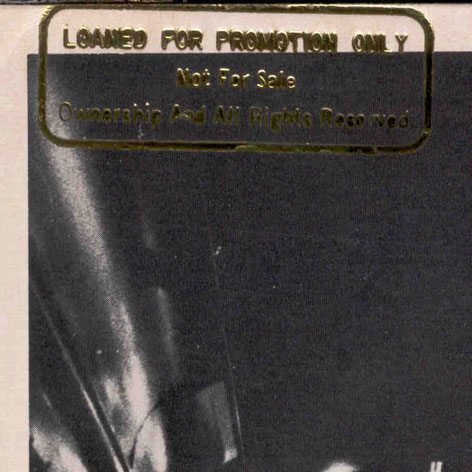 LOANED FOR PROMOTION ONLY
Not For Sale
Ownership And All Rights Reserved